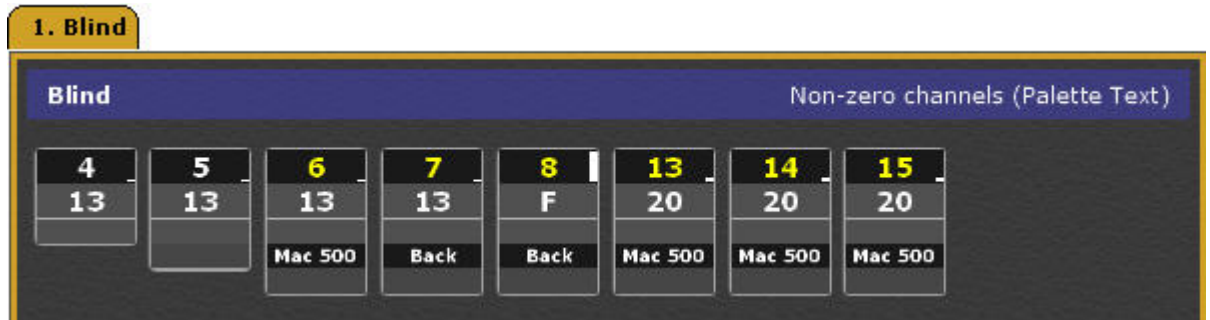 1. Blind
Blind Non-zero channels (Palette Text)
4 5 6 7 8 13 14 15
13 13 13 13 F 20 20 20
Mac 500 Back Back Mac 500 Mac 500 Mac 500